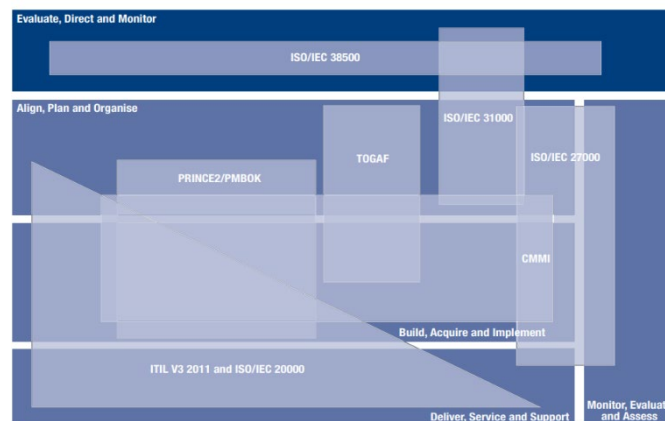 Evaluate, Direct and Monitor
ISO/IEC 38500
Align, Plan and Organise
ISO/IEC 31000
TOGAF
ISO/IEC 27000
PRINCE2/PMBOK
CMMI
Build, Acquire and Implement
ITIL V3 2011 and ISO/IEC 20000
Deliver, Service and Support
Monitor, Evaluat
and Assess